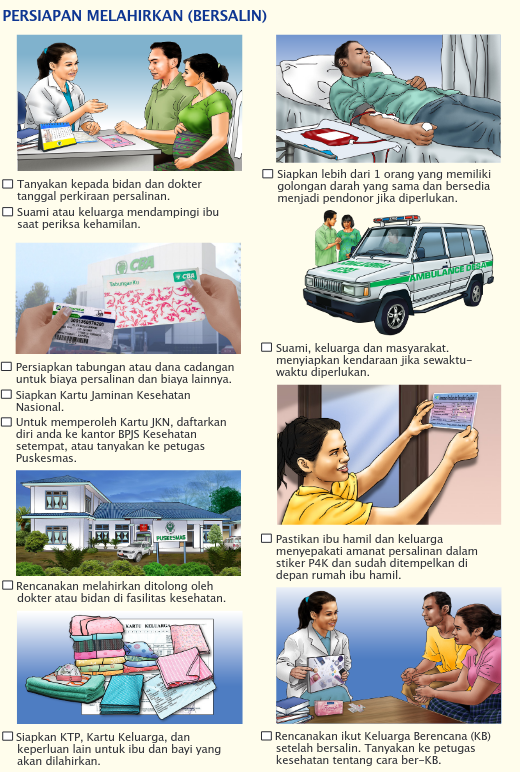 PERSIAPAN MELAHIRKAN (BERSALIN)
Tanyakan kepada bidan dan dokter
tanggal perkiraan persalinan.
Suami atau keluarga mendampingi ibu
saat periksa kehamilan.
CBA
Tabungan Ku
CBA
Persiapkan tabungan atau dana cadangan
untuk biaya persalinan dan biaya lainnya.
Siapkan Kartu Jaminan Kesehatan
Nasional.
Untuk memperoleh Kartu JKN, daftarkan
diri anda ke kantor BPJS Kesehatan
setempat, atau tanyakan ke petugas
Puskesmas.
PUSKESMAS
Rencanakan melahirkan ditolong oleh
dokter atau bidan di fasilitas kesehatan.
KARTU KELUARGA
Siapkan KTP, Kartu Keluarga, dan
keperluan lain untuk ibu dan bayi yang
akan dilahirkan.
Siapkan lebih dari 1 orang yang memiliki
golongan darah yang sama dan bersedia
menjadi pendonor jika diperlukan.
AMBULANCE DESA
Suami, keluarga dan masyarakat.
menyiapkan kendaraan jika sewaktu-
waktu diperlukan.
Pastikan ibu hamil dan keluarga
menyepakati amanat persalinan dalam
stiker P4K dan sudah ditempelkan di
depan rumah ibu hamil.
Rencanakan ikut Keluarga Berencana (KB)
setelah bersalin. Tanyakan ke petugas
kesehatan tentang cara ber-KB.